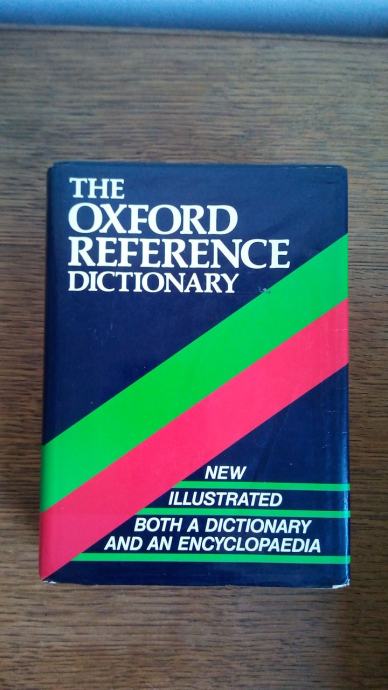 THE
OXFORD
REFERENCE
DICTIONARY
NEW
ILLUSTRATED
BOTH A DICTIONARY
AND AN ENCYCLOPAEDIA